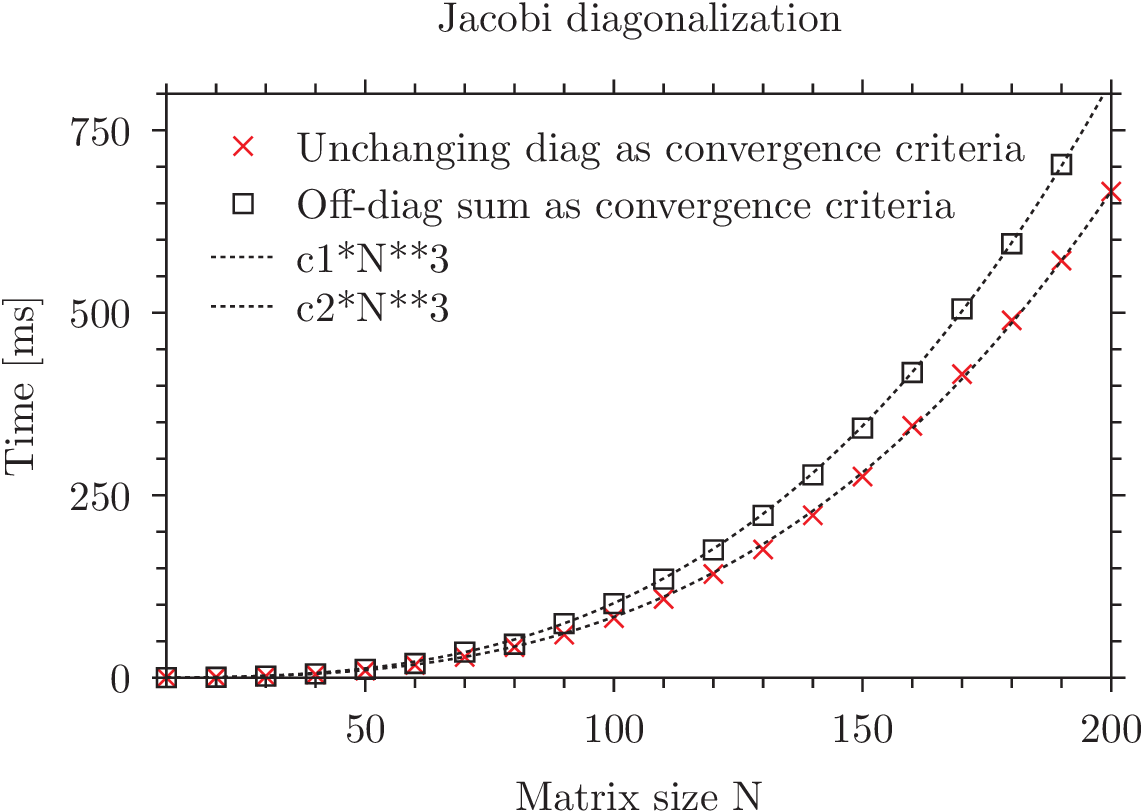 Jacobi diagonalization
750
500
250
0
Time [ms]
Unchanging diag as convergence criteria
Off-diag sum as convergence criteria
c1*N**3
c2*N**3
50
100
150
200
Matrix size N